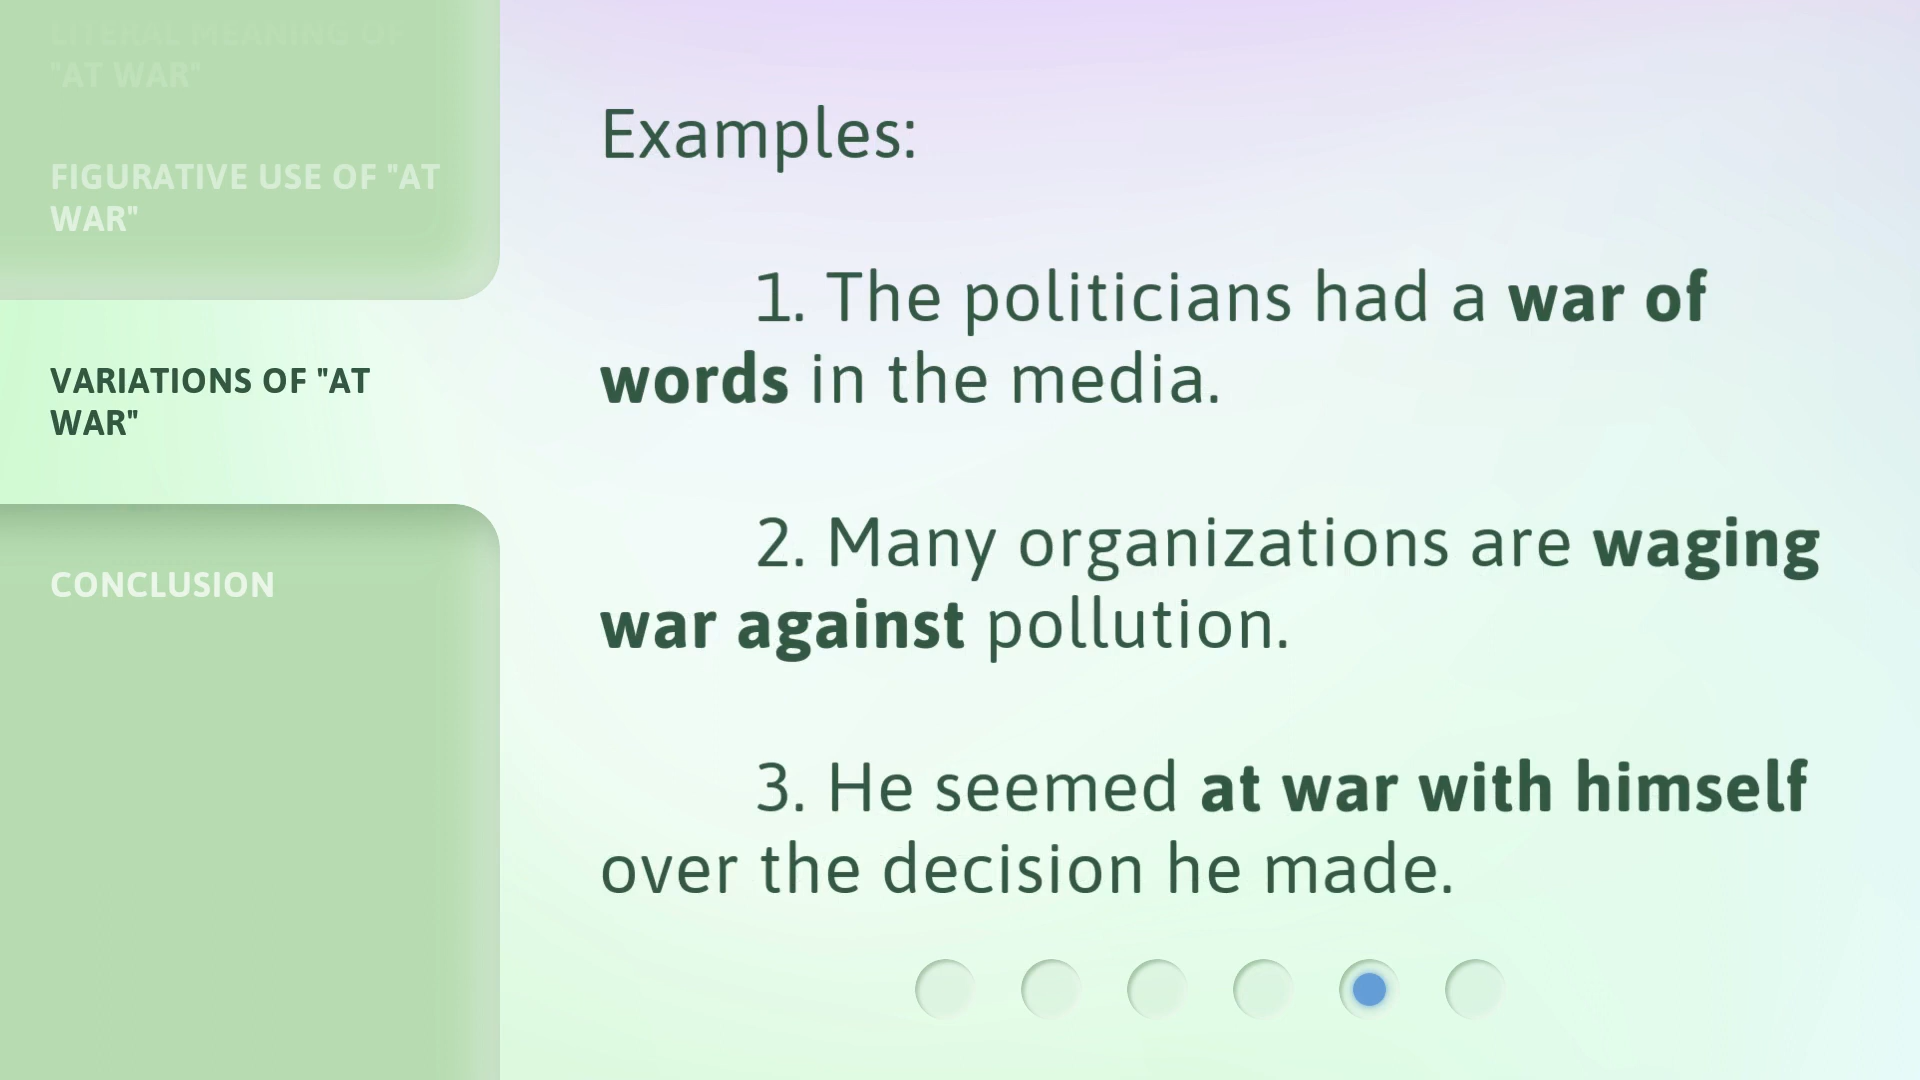 LITERAL MEANING OF
"AT WAR"
FIGURATIVE USE OF "AT
WAR"
VARIATIONS OF "AT
WAR"
CONCLUSION
Examples:
1. The politicians had a war of
words in the media.
2. Many organizations are waging
war against pollution.
3. He seemed at war with himself
over the decision he made.